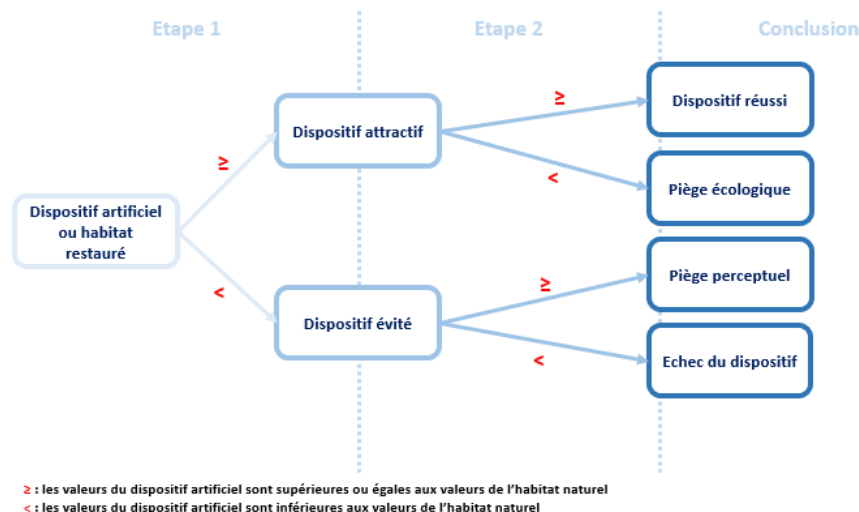 Etape 1
Etape 2
Conclusion
Dispositif artificiel
ou habitat
restauré
≥
<
Dispositif attractif
Dispositif évité
≥
<
≥
<
Dispositif réussi
Piège écologique
Piège perceptuel
Echec du dispositif
≥ : les valeurs du dispositif artificiel sont supérieures ou égales aux valeurs de l’habitat naturel
< : les valeurs du dispositif artificiel sont inférieures aux valeurs de l’habitat naturel